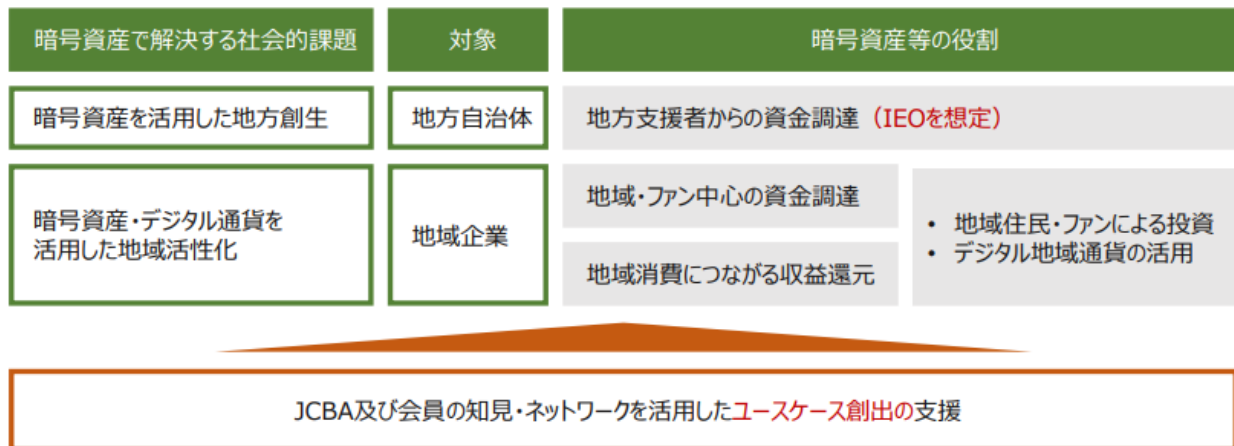 暗号資産で解決する社会的課題
対象
暗号資産等の役割
暗号資産を活用した地方創生
地方自治体
地方支援者からの資金調達（IEOを想定）
暗号資産・デジタル通貨を
活用した地域活性化
地域企業
地域・ファン中心の資金調達
地域消費につながる収益還元
• 地域住民・ファンによる投資
• デジタル地域通貨の活用
JCBA及び会員の知見・ネットワークを活用したユースケース創出の支援